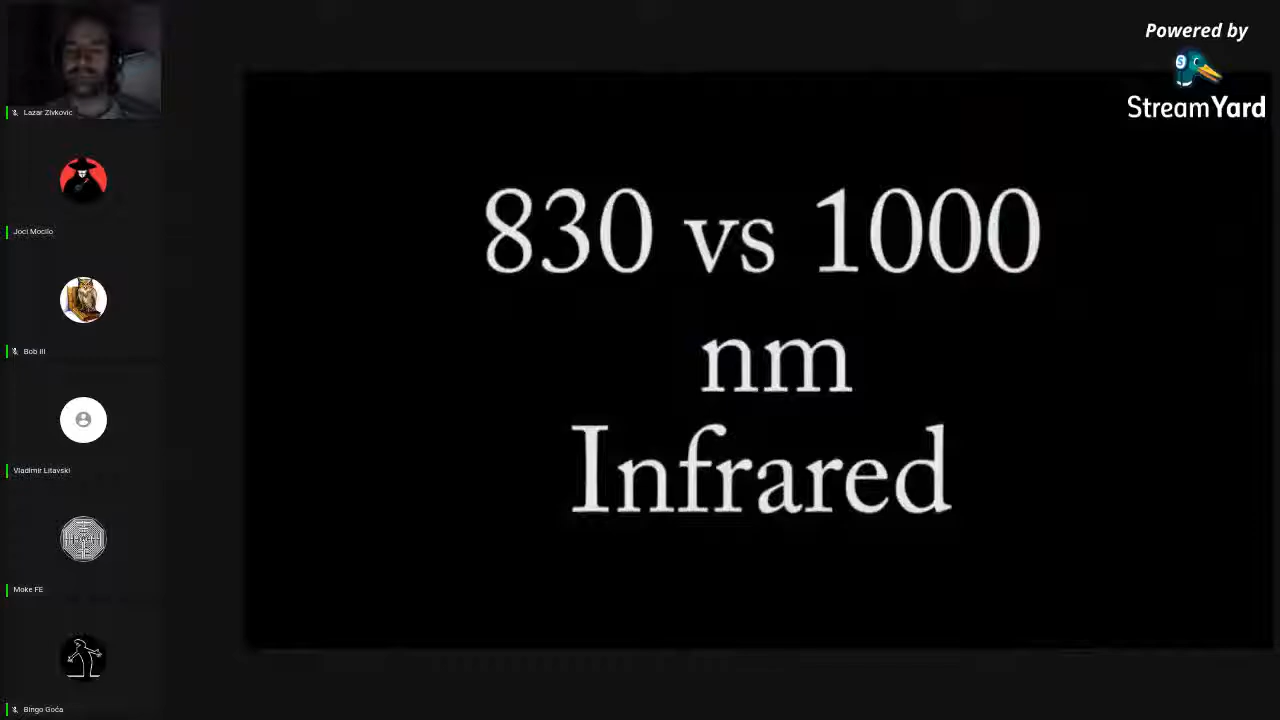 Powered by
StreamYard
Lazar Zivkovic
Joci Mocilo
Bob III
Vladimir Litavski
Moke FE
Bingo Goća
830 vs 1000
nm
Infrared